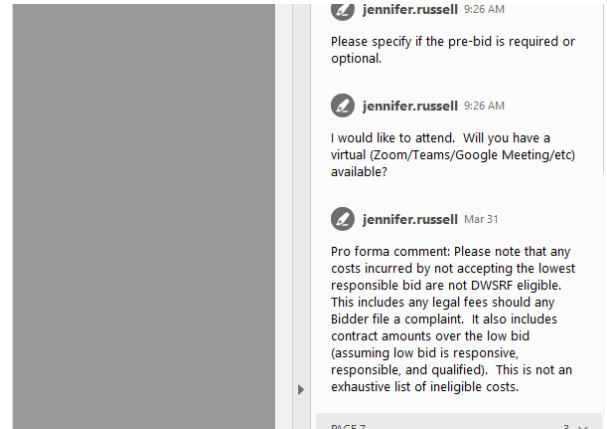 jennifer.russell 9:26 AM
Please specify if the pre-bid is required or
optional.
jennifer.russell 9:26 AM
I would like to attend.  Will you have a
virtual (Zoom/Teams/Google Meeting/etc)
available?
jennifer.russell Mar 31
Pro forma comment: Please note that any
costs incurred by not accepting the lowest
responsible bid are not DWSRF eligible.
This includes any legal fees should any
Bidder file a complaint.  It also includes
contract amounts over the low bid
(assuming low bid is responsive,
responsible, and qualified).  This is not an
exhaustive list of ineligible costs.
PAGE 7 3